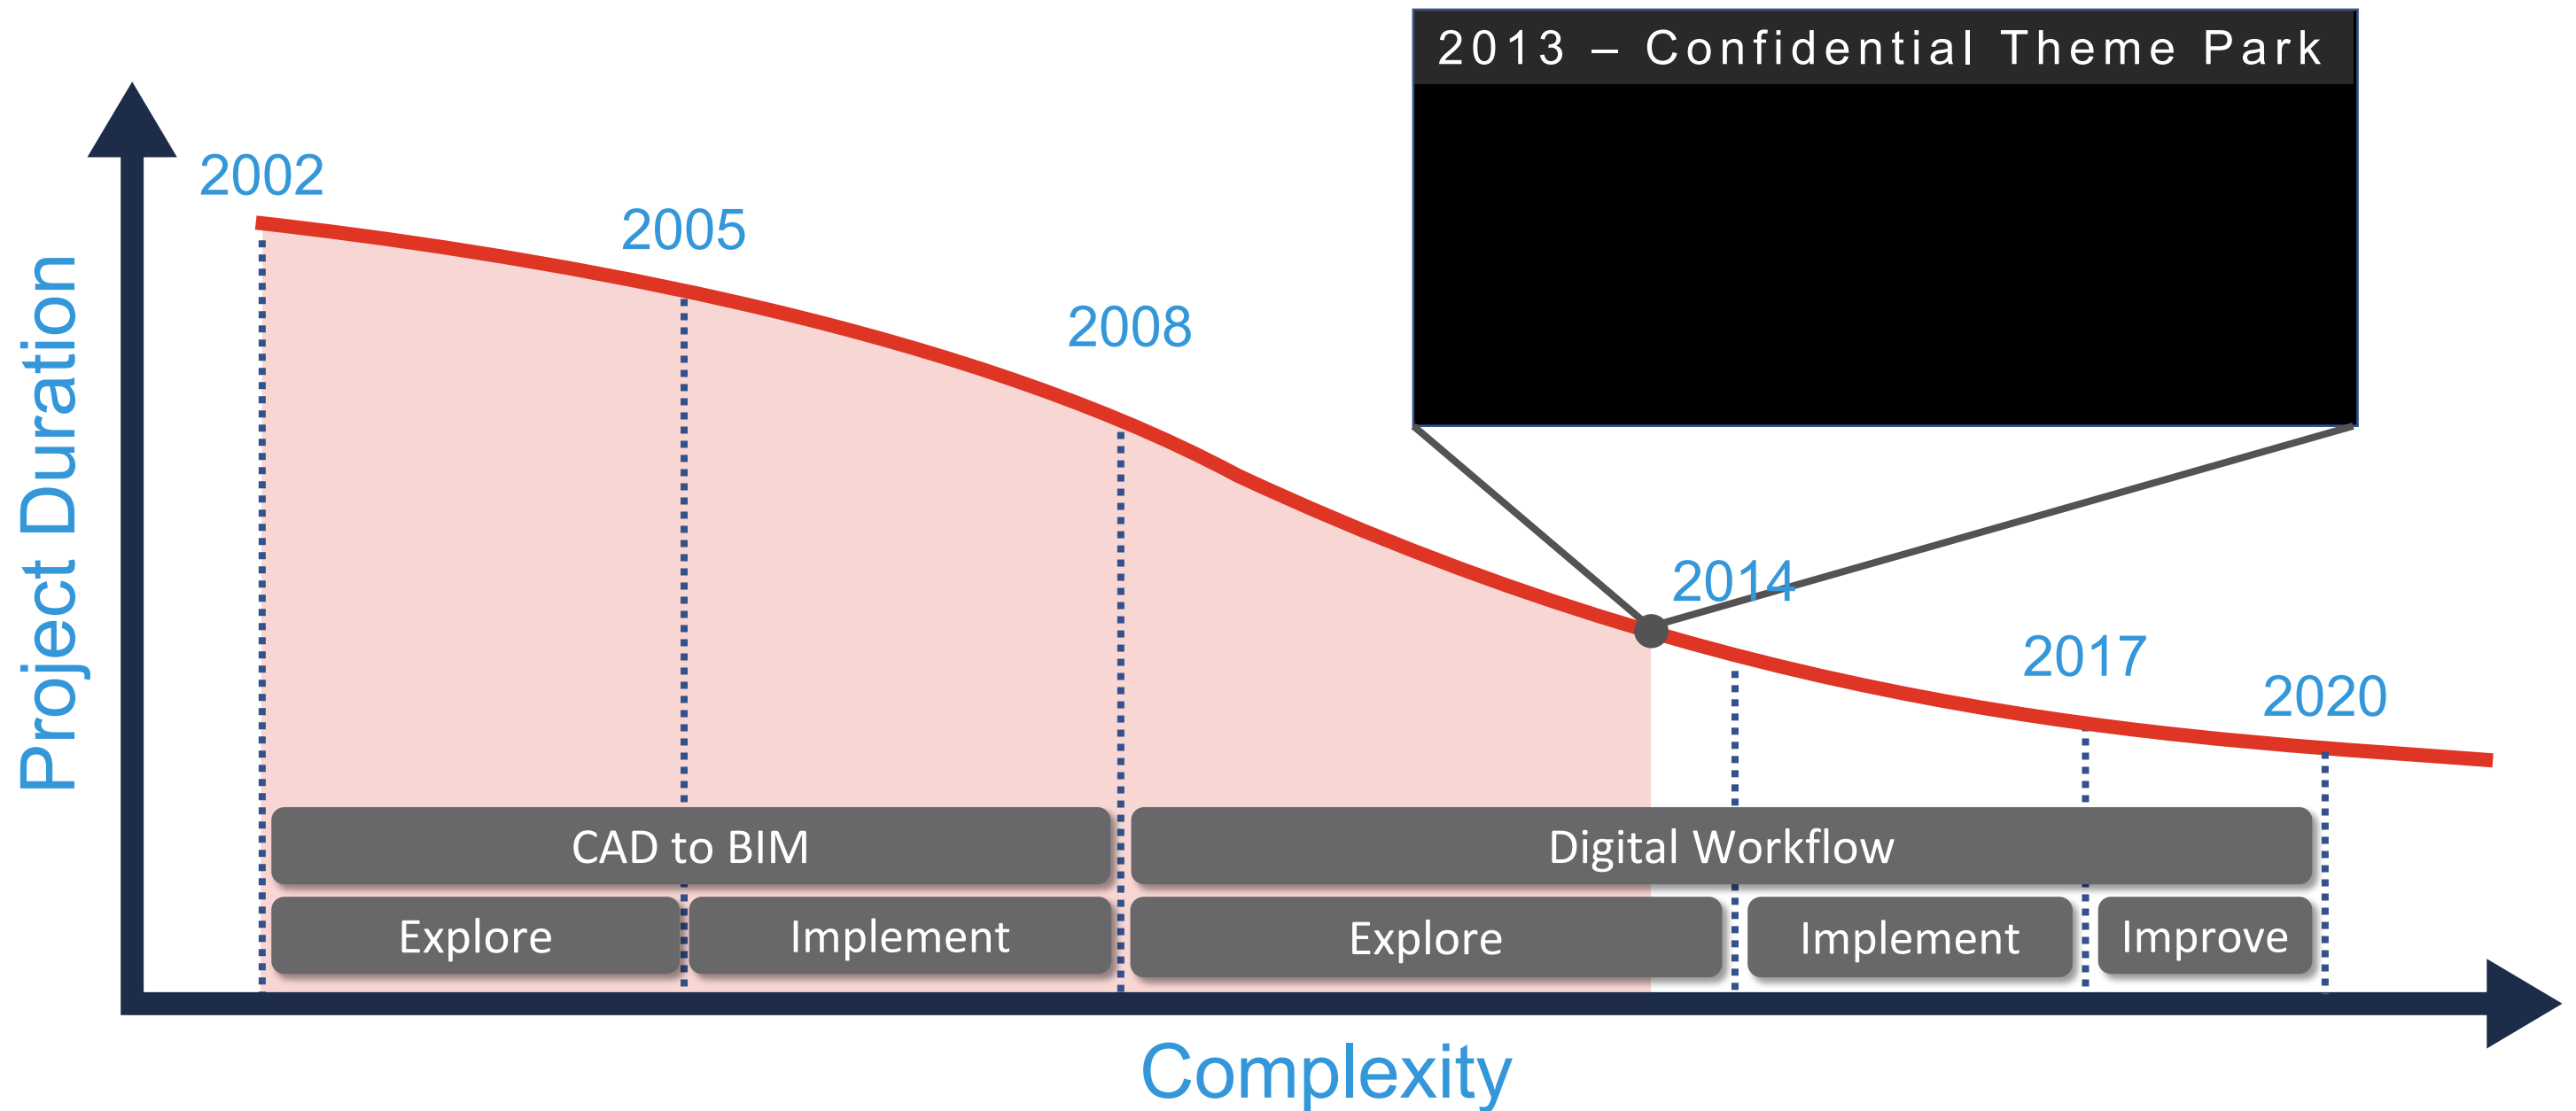 2013 – Confidential Theme Park
2002
2005
2008
2014
2017
2020
Project Duration
CAD to BIM
Digital Workflow
Explore
Implement
Explore
Implement
Improve
Complexity